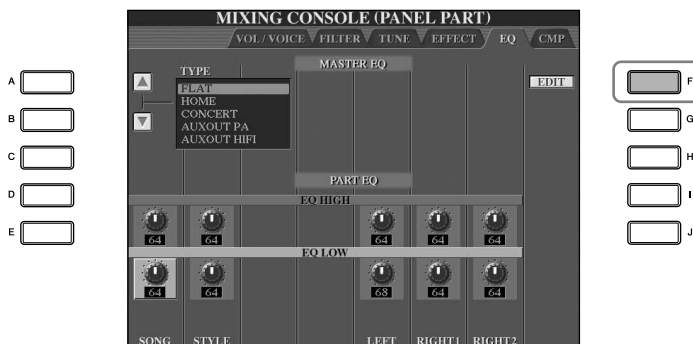 MIXING CONSOLE (PANEL PART)
VOL / VOICE FILTER TUNE EFFECT EQ CMP
MASTER EQ
TYPE
EDIT
FLAT
HOME
CONCERT
AUXOUT PA
AUXOUT HIFI
A
B
C
D
E
F
G
H
I
J
PART EQ
EQ HIGH
64 64 64 64 64
EQ LOW
64 64 68 64 64
SONG STYLE LEFT RIGHT1 RIGHT2